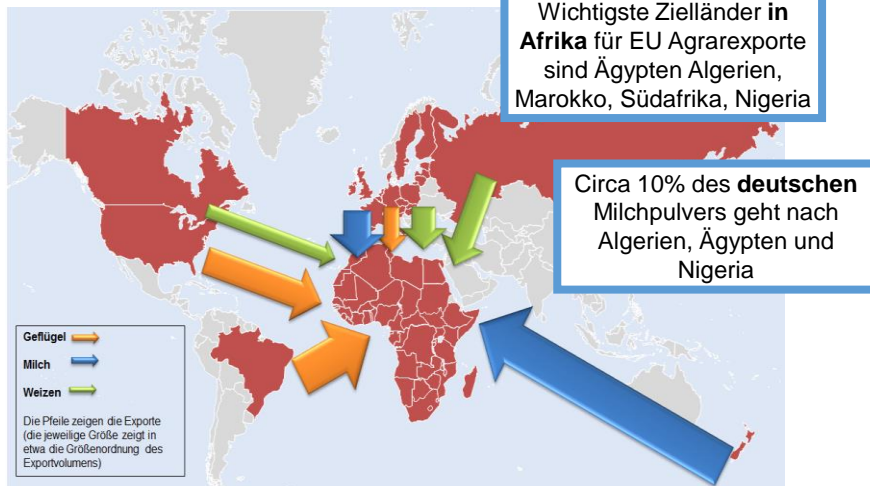 Wichtigste Zielländer in
Afrika für EU Agrarexporte
sind Ägypten Algerien,
Marokko, Südafrika, Nigeria
Circa 10% des deutschen
Milchpulvers geht nach
Algerien, Ägypten und
Nigeria
Geflügel
Milch
Weizen
Die Pfeile zeigen die Exporte
(die jeweilige Größe zeigt in
etwa die Größenordnung des
Exportvolumens)